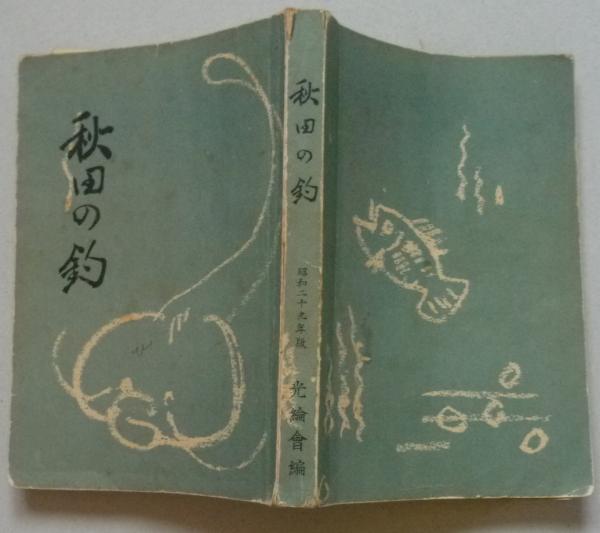 秋田の釣
秋田の釣
昭和二十九年版
光綸會編